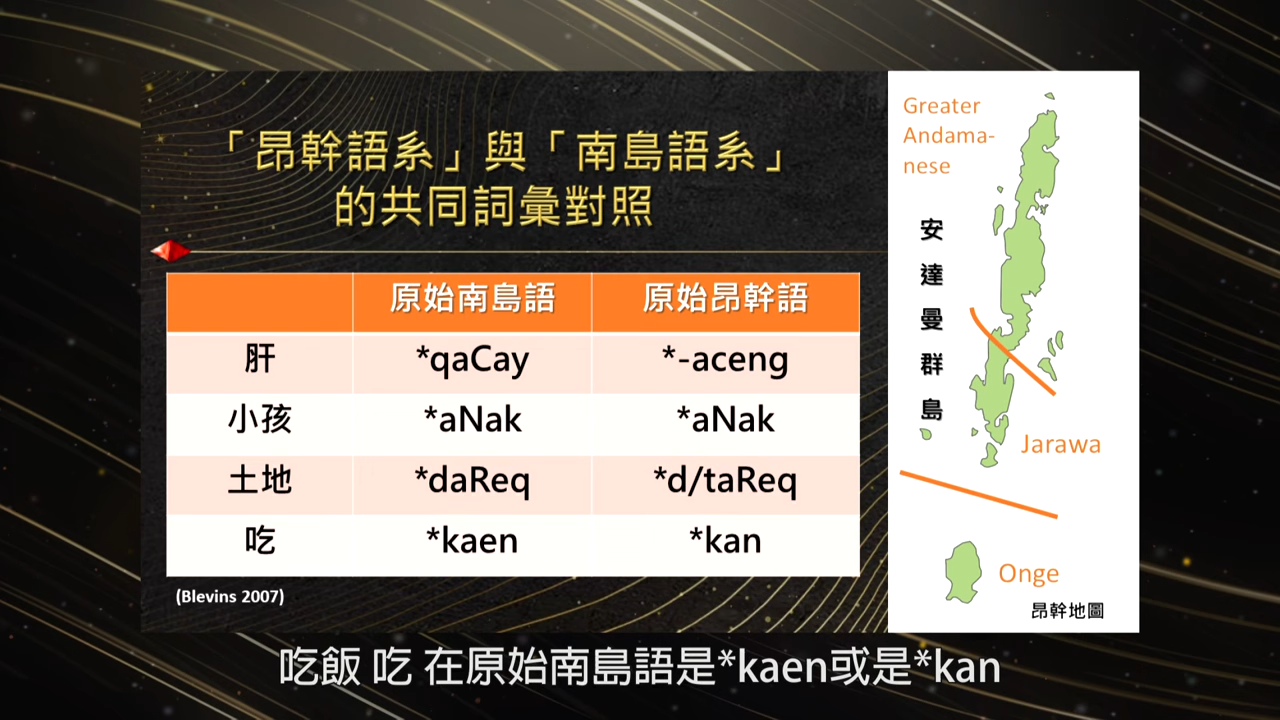 「昂幹語系」與「南島語系」
的共同詞彙對照
原始南島語 原始昂幹語
肝 *qaCay *-aceng
小孩 *aNak *aNak
土地 *daReq *d/taReq
吃 *kaen *kan
(Blevins 2007)
Greater
Andama-
nese
安達曼群島
Jarawa
Onge
昂幹地圖
吃飯 吃 在原始南島語是*kaen或是*kan